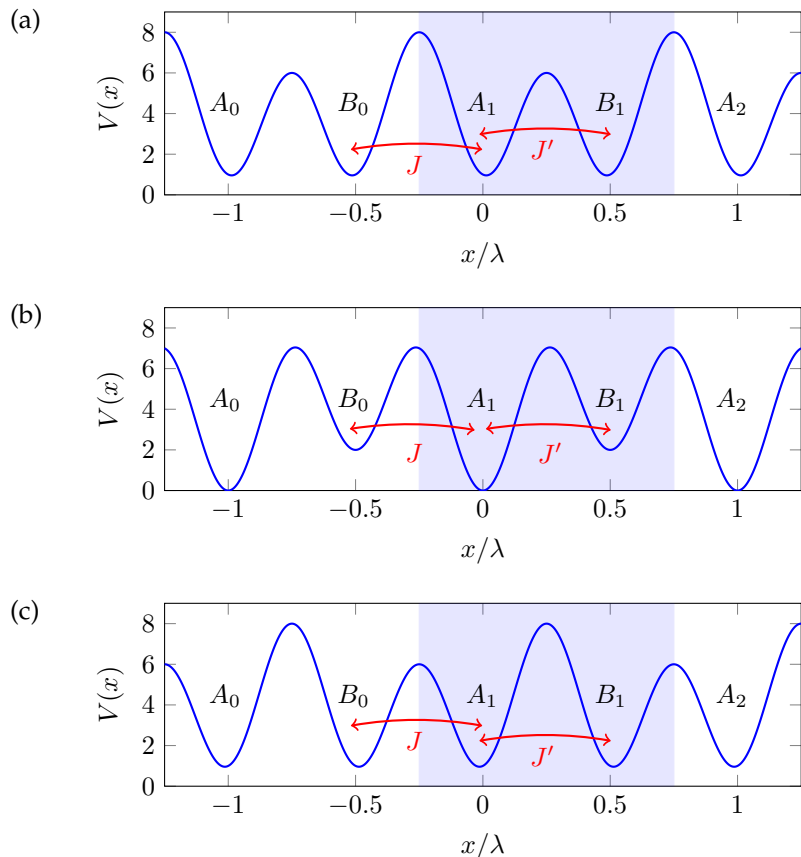 (a)
V(x)
8
6
4
2
0
A₀
B₀
A₁
B₁
A₂
J
J′
−1
−0.5
0
0.5
1
x/λ
(b)
V(x)
8
6
4
2
0
A₀
B₀
A₁
B₁
A₂
J
J′
−1
−0.5
0
0.5
1
x/λ
(c)
V(x)
8
6
4
2
0
A₀
B₀
A₁
B₁
A₂
J
J′
−1
−0.5
0
0.5
1
x/λ